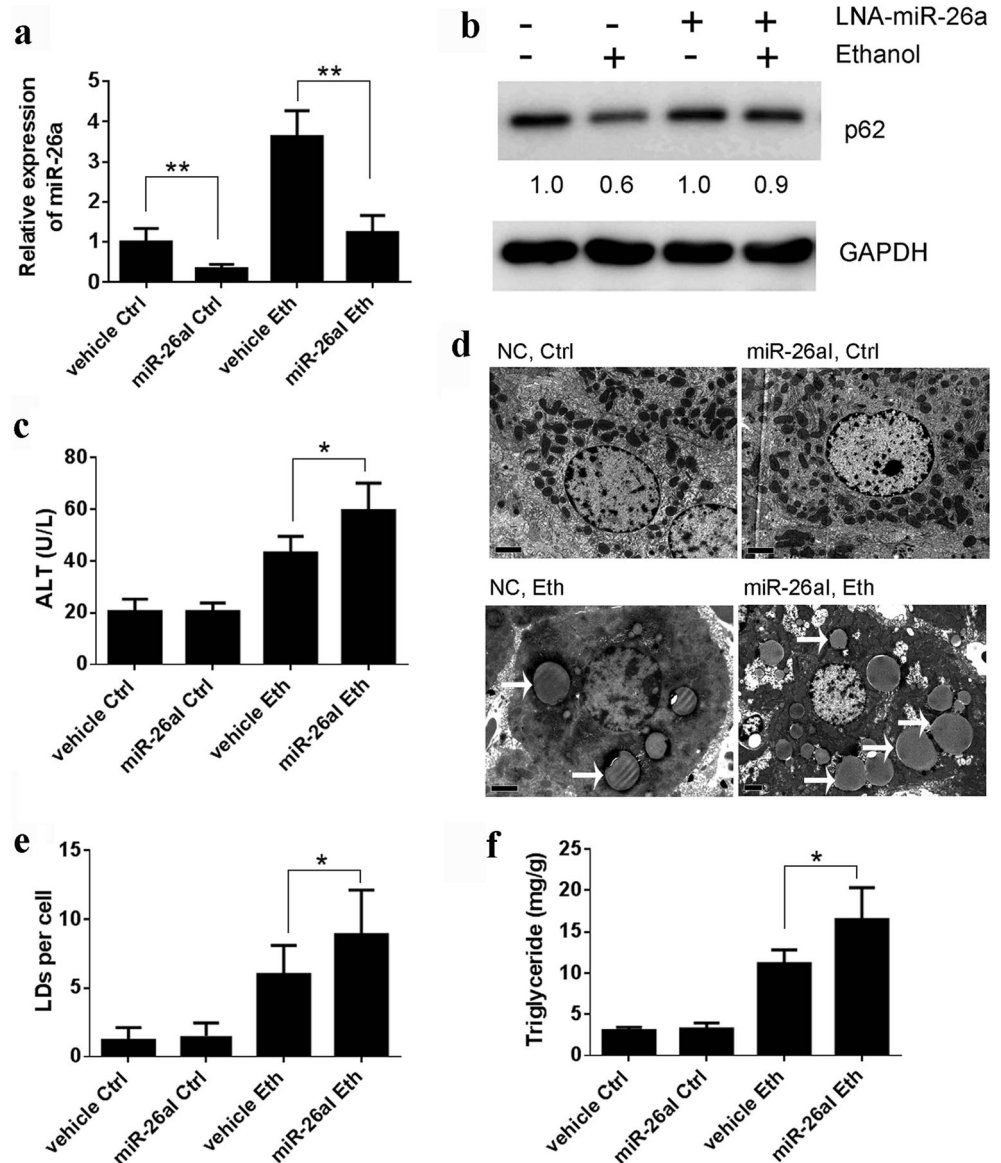 a
Relative expression
of miR-26a
5
4
3
2
1
0
**
**
vehicle Ctrl
miR-26aI Ctrl
vehicle Eth
miR-26aI Eth
b
- - + + LNA-miR-26a
- + - + Ethanol
p62
1.0 0.6 1.0 0.9
GAPDH
c
ALT (U/L)
80
60
40
20
0
*
vehicle Ctrl
miR-26aI Ctrl
vehicle Eth
miR-26aI Eth
d
NC, Ctrl
miR-26aI, Ctrl
NC, Eth
miR-26aI, Eth
e
LDs per cell
15
10
5
0
*
vehicle Ctrl
miR-26aI Ctrl
vehicle Eth
miR-26aI Eth
f
Triglyceride (mg/g)
25
20
15
10
5
0
*
vehicle Ctrl
miR-26aI Ctrl
vehicle Eth
miR-26aI Eth